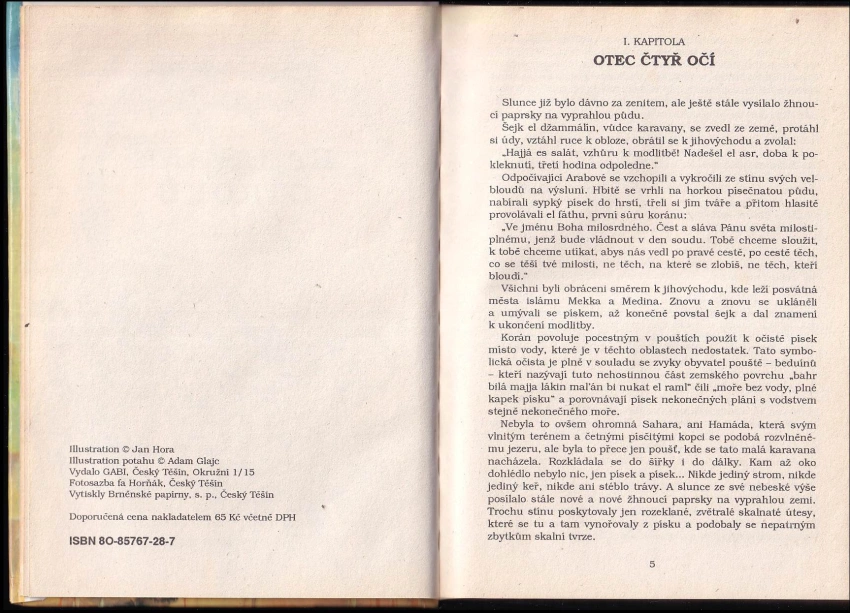 Illustration © Jan Hora
Illustration potahu © Adam Glajc
Vydalo GABI, Český Těšín, Okružní 1/15
Fotosazba fa Horňák, Český Těšín
Vytiskly Brněnské papírny, s. p., Český Těšín
Doporučená cena nakladatelem 65 Kč včetně DPH
ISBN 80-85767-28-7
I. KAPITOLA
OTEC ČTYŘ OČÍ
Slunce již bylo dávno za zenitem, ale ještě stále vysílalo žhnou-
cí paprsky na vyprahlou půdu.
Šejk el džammálín, vůdce karavany, se zvedl ze země, protáhl
si údy, vztáhl ruce k obloze, obrátil se k jihovýchodu a zvolal:
„Hajjá es salát, vzhůru k modlitbě! Nadešel el asr, doba k po-
kleknutí, třetí hodina odpoledne.“
Odpočívající Arabové se vzchopili a vykročili ze stínu svých vel-
bloudů na výsluní. Hbitě se vrhli na horkou písečnatou půdu,
nabírali sypký písek do hrstí, třeli si jím tváře a přitom hlasitě
provolávali el fáthu, první súru koránu:
„Ve jménu Boha milosrdného. Čest a sláva Pánu světa milosti-
plnému, jenž bude vládnout v den soudu. Tobě chceme sloužit,
k tobě chceme utíkat, abys nás vedl po pravé cestě, po cestě těch,
co se těší tvé milosti, ne těch, na které se zlobíš, ne těch, kteří
bloudí.“
Všichni byli obráceni směrem k jihovýchodu, kde leží posvátná
města islámu Mekka a Medina. Znovu a znovu se ukláněli
a umývali se pískem, až konečně povstal šejk a dal znamení
k ukončení modlitby.
Korán povoluje pocestným v pouštích použít k očistě písek
místo vody, které je v těchto oblastech nedostatek. Tato symbo-
lická očista je plně v souladu se zvyky obyvatel pouště – beduínů
– kteří nazývají tuto nehostinnou část zemského povrchu „bahr
bilá majja lákin mal'án bi nukat el raml“ čili „moře bez vody, plné
kapek písku“ a porovnávají písek nekonečných plání s vodstvem
stejně nekonečného moře.
Nebyla to ovšem ohromná Sahara, ani Hamáda, která svým
vlnitým terénem a četnými písčitými kopci se podobá rozvlněné-
mu jezeru, ale byla to přece jen poušť, kde se tato malá karavana
nacházela. Rozkládala se do šířky i do dálky. Kam až oko
dohlédlo nebylo nic, jen písek a písek... Nikde jediný strom, nikde
jediný keř, nikde ani stéblo trávy. A slunce ze své nebeské výše
posílalo stále nové a nové žhnoucí paprsky na vyprahlou zemi.
Trochu stínu poskytovaly jen rozeklané, zvětralé skalnaté útesy,
které se tu a tam vynořovaly z písku a podobaly se nepatrným
zbytkům skalní tvrze.
5